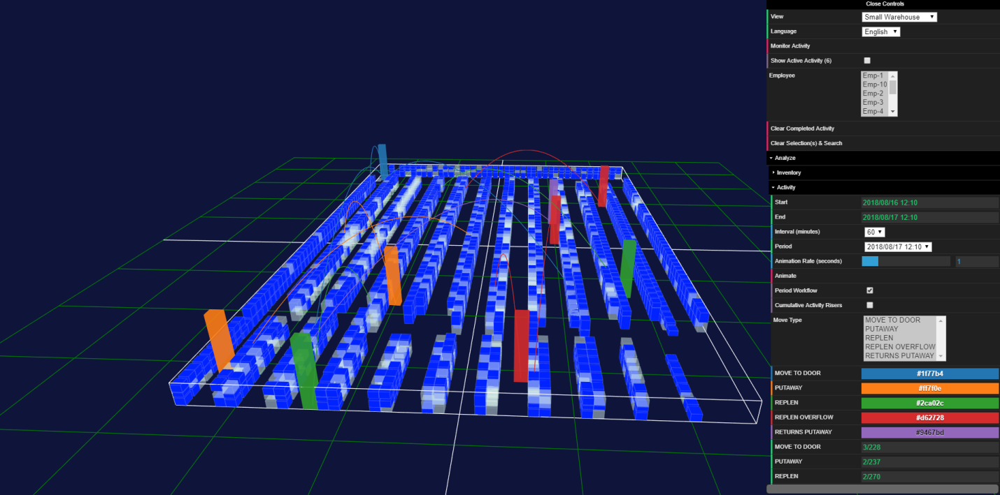 Close Controls
View Small Warehouse
Language English
Monitor Activity
Show Active Activity (6)
Employee Emp-1
Emp-10
Emp-2
Emp-3
Emp-4
Clear Completed Activity
Clear Selection(s) & Search
Analyze
Inventory
Activity
Start 2018/08/16 12:10
End 2018/08/17 12:10
Interval (minutes) 60
Period 2018/08/17 12:10
Animation Rate (seconds) 1
Animate
Period Workflow
Cumulative Activity Risers
Move Type MOVE TO DOOR
PUTAWAY
REPLEN
REPLEN OVERFLOW
RETURNS PUTAWAY
MOVE TO DOOR #1f77b4
PUTAWAY #ff7f0e
REPLEN #2ca02c
REPLEN OVERFLOW #d62728
RETURNS PUTAWAY #9467bd
MOVE TO DOOR 3/228
PUTAWAY 2/237
REPLEN 2/270